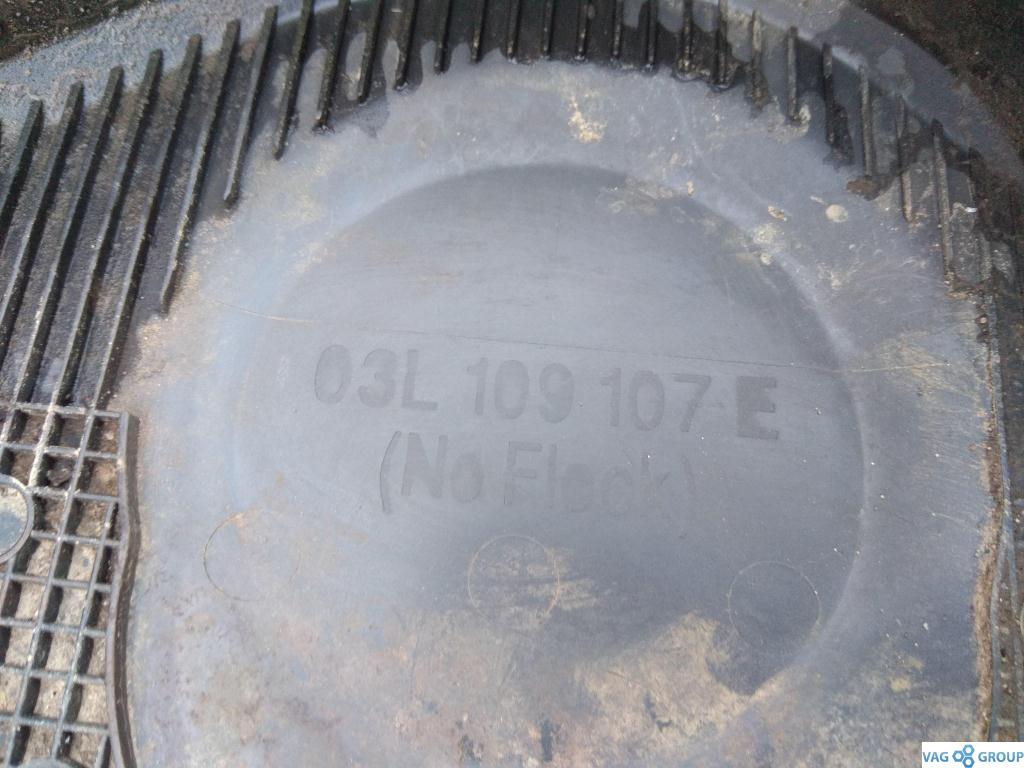 03L 109 107 E
(No Flock)
VAG GROUP